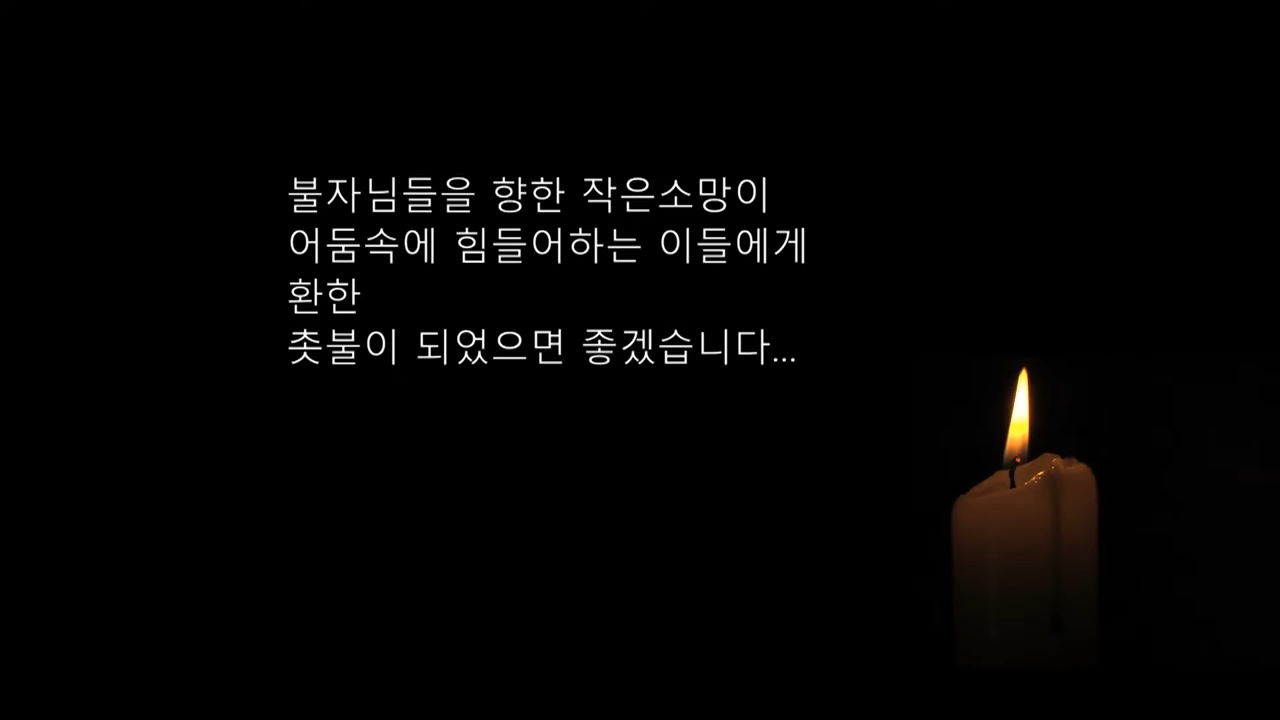 불자님들을 향한 작은소망이
어둠속에 힘들어하는 이들에게
환한
촛불이 되었으면 좋겠습니다...